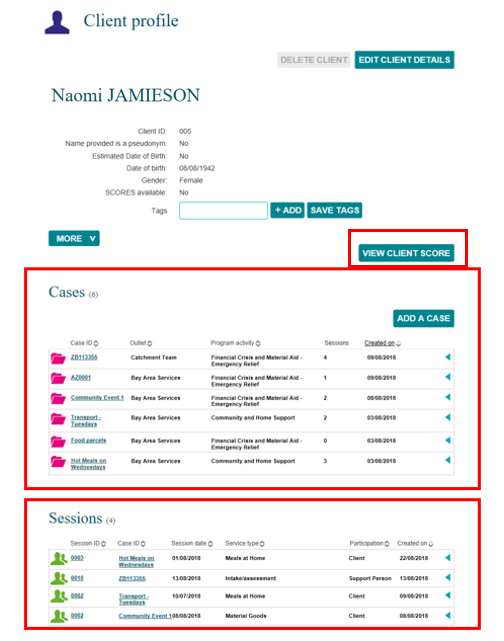 Client profile
DELETE CLIENT EDIT CLIENT DETAILS
Naomi JAMIESON
Client ID: 005
Name provided is a pseudonym: No
Estimated Date of Birth: No
Date of birth: 08/08/1942
Gender: Female
SCORES available: No
Tags + ADD SAVE TAGS
MORE V
VIEW CLIENT SCORE
Cases (6)
ADD A CASE
Case ID Outlet Program activity Sessions Created on
ZB113355 Catchment Team Financial Crisis and Material Aid - 4 09/08/2018
Emergency Relief
AZ0001 Bay Area Services Financial Crisis and Material Aid - 1 09/08/2018
Emergency Relief
Community Event 1 Bay Area Services Financial Crisis and Material Aid - 2 08/08/2018
Emergency Relief
Transport - Bay Area Services Community and Home Support 2 03/08/2018
Tuesdays
Food parcels Bay Area Services Financial Crisis and Material Aid - 0 03/08/2018
Emergency Relief
Hot Meals on Bay Area Services Community and Home Support 3 03/08/2018
Wednesdays
Sessions (4)
Session ID Case ID Session date Service type Participation Created on
0003 Hot Meals on 01/08/2018 Meals at Home Client 22/08/2018
Wednesdays
0010 ZB113355 13/08/2018 Intake/assessment Support Person 13/08/2018
0002 Transport - 10/07/2018 Meals at Home Client 09/08/2018
Tuesdays
0002 Community Event 1 08/08/2018 Material Goods Client 08/08/2018